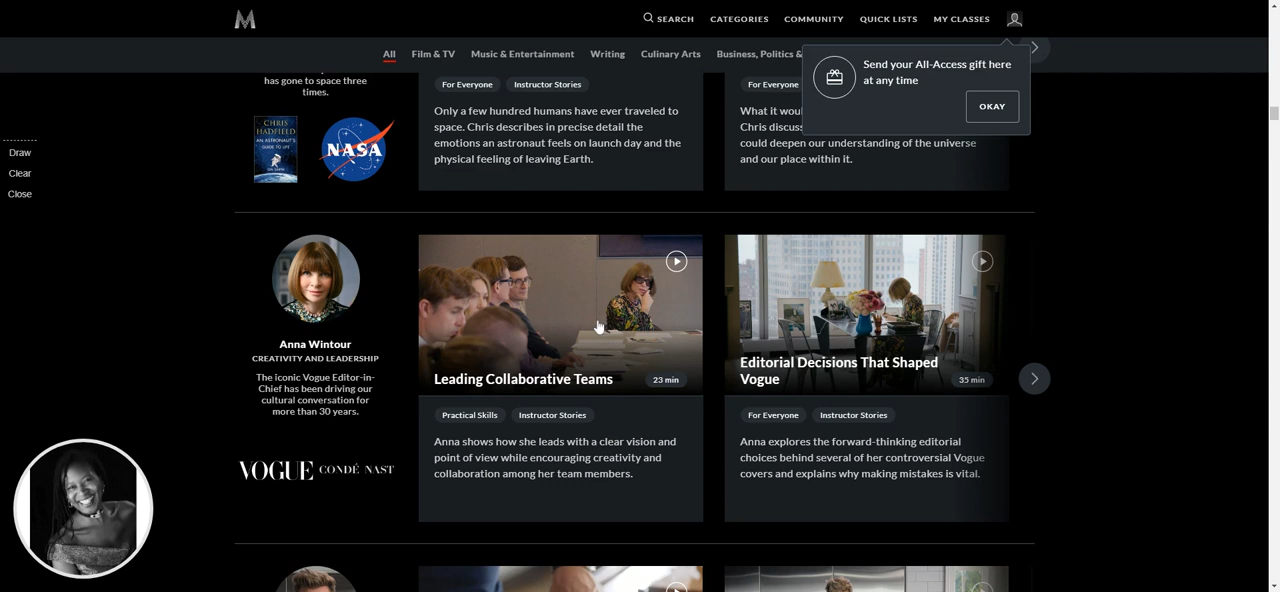 M
SEARCH
CATEGORIES
COMMUNITY
QUICK LISTS
MY CLASSES
All
Film & TV
Music & Entertainment
Writing
Culinary Arts
Business, Politics &
Send your All-Access gift here
at any time
OKAY
Draw
Clear
Close
has gone to space three
times.
CHRIS
HADFIELD
AN ASTRONAUT'S
GUIDE TO LIFE
NASA
For Everyone
Instructor Stories
Only a few hundred humans have ever traveled to
space. Chris describes in precise detail the
emotions an astronaut feels on launch day and the
physical feeling of leaving Earth.
For Everyone
What it
Chris
could deepen our understanding of the universe
and our place within it.
Anna Wintour
CREATIVITY AND LEADERSHIP
The iconic Vogue Editor-in-
Chief has been driving our
cultural conversation for
more than 30 years.
VOGUE CONDÉ NAST
Leading Collaborative Teams
23 min
Practical Skills
Instructor Stories
Anna shows how she leads with a clear vision and
point of view while encouraging creativity and
collaboration among her team members.
Editorial Decisions That Shaped
Vogue
35 min
For Everyone
Instructor Stories
Anna explores the forward-thinking editorial
choices behind several of her controversial Vogue
covers and explains why making mistakes is vital.